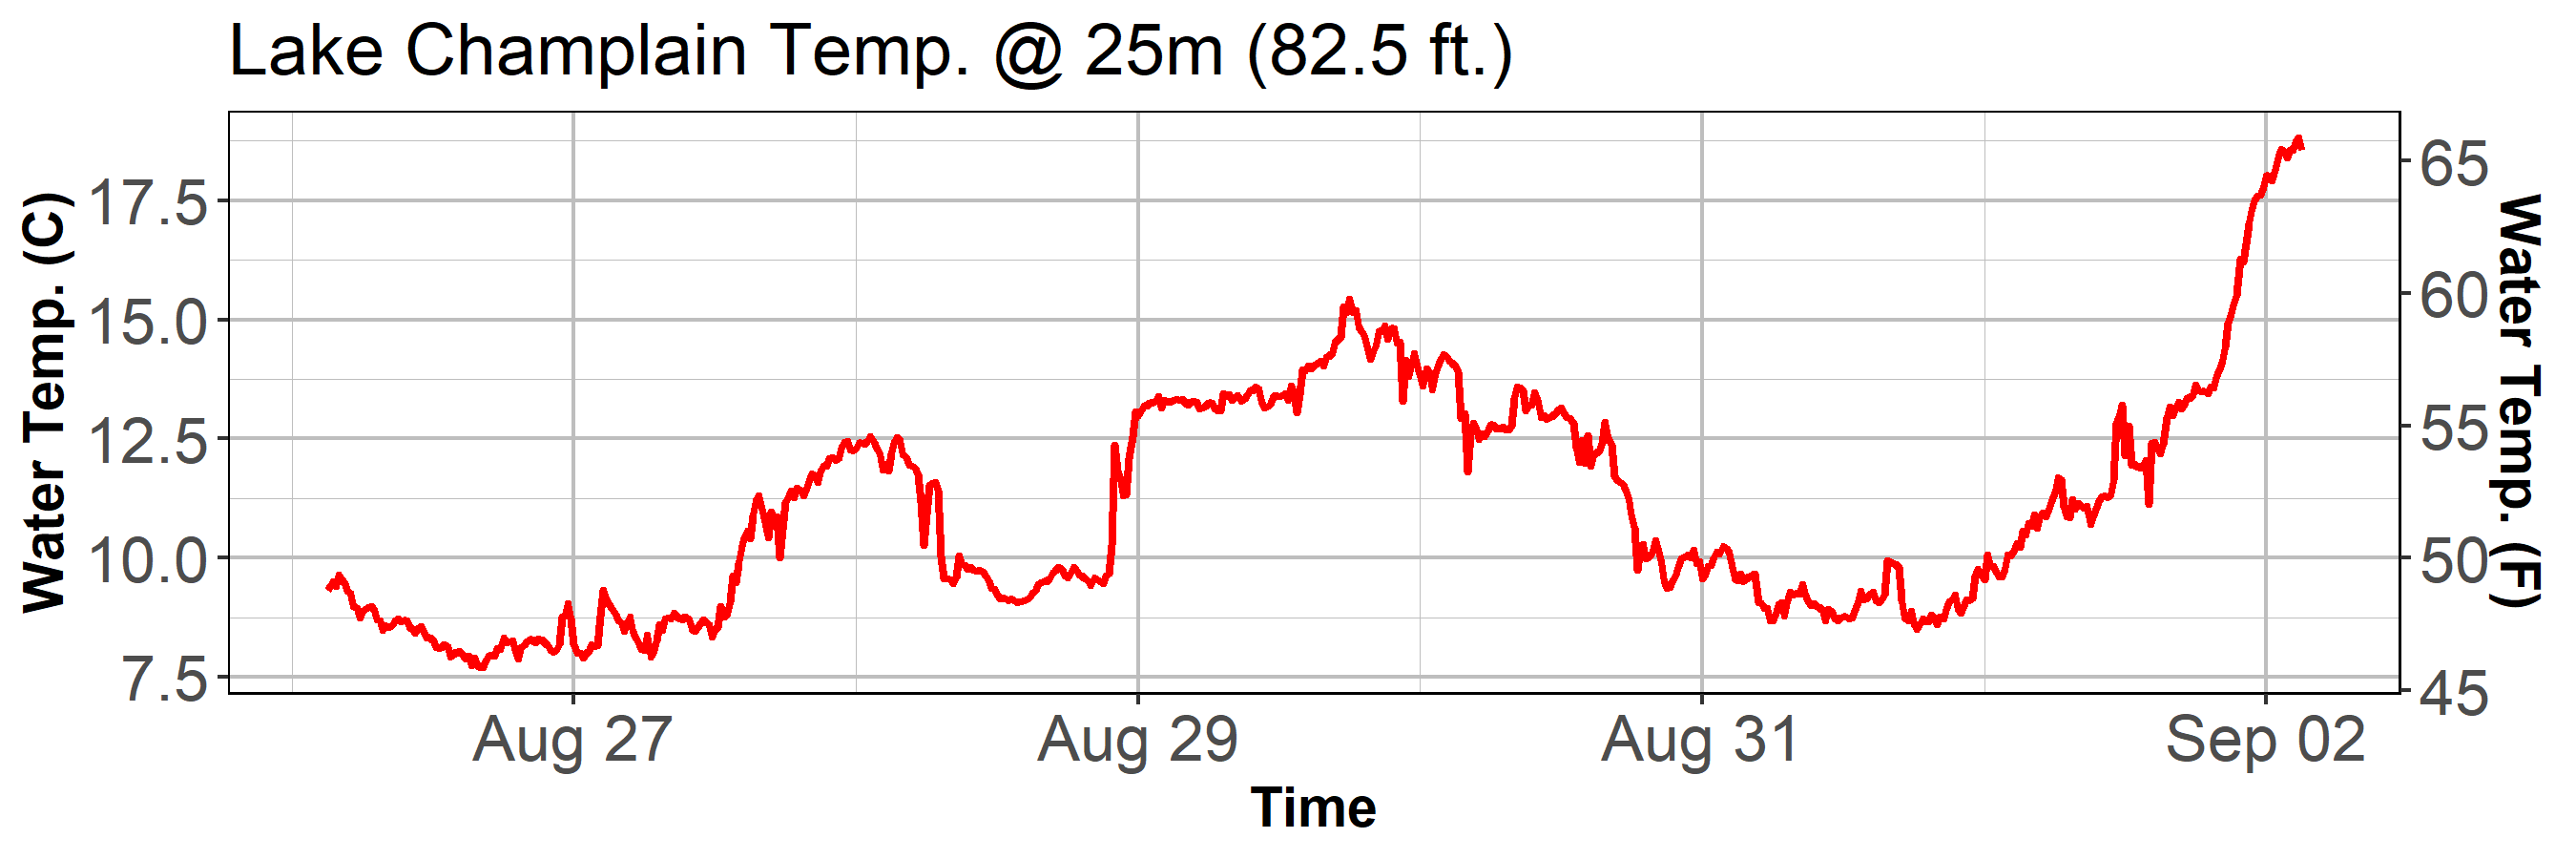 Lake Champlain Temp. @ 25m (82.5 ft.)
Water Temp. (C)
17.5
15.0
12.5
10.0
7.5
65
60
55
50
45
Water Temp. (F)
Aug 27
Aug 29
Aug 31
Sep 02
Time